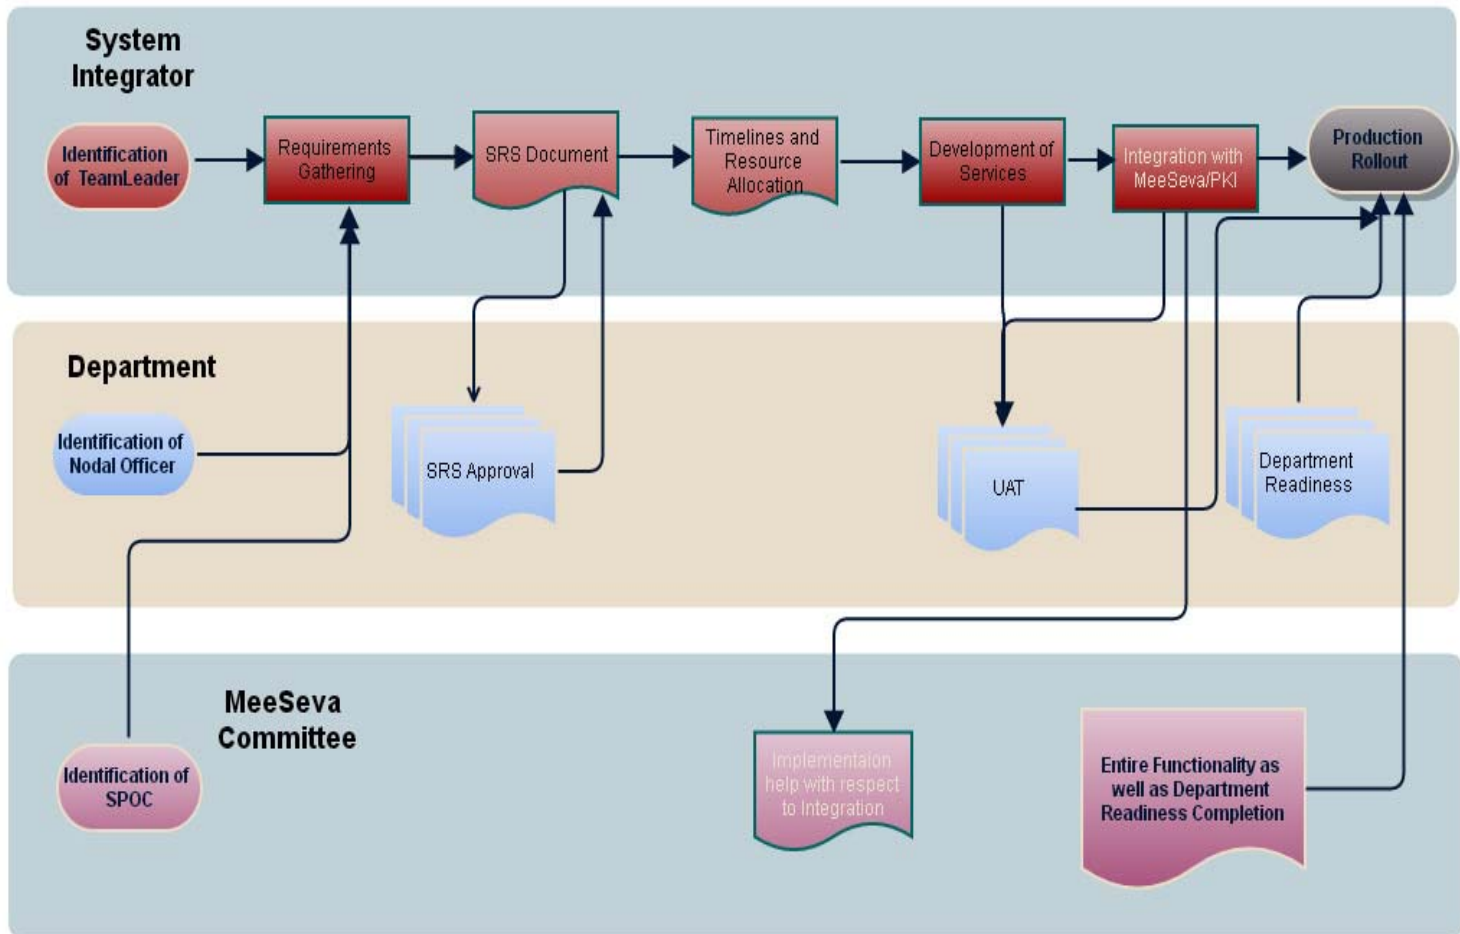 System
Integrator
Identification
of TeamLeader
Requirements
Gathering
SRS Document
Timelines and
Resource
Allocation
Development of
Services
Integration with
MeeSeva/PKI
Production
Rollout
Department
Identification of
Nodal Officer
SRS Approval
UAT
Department
Readiness
MeeSeva
Committee
Identification of
SPOC
Implementaion
help with respect
to Integration
Entire Functionality as
well as Department
Readiness Completion